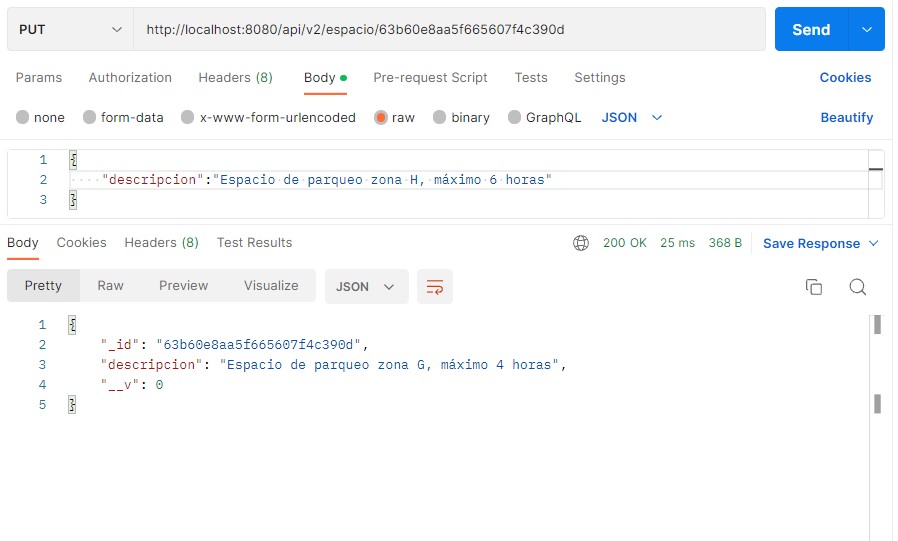 PUT http://localhost:8080/api/v2/espacio/63b60e8aa5f665607f4c390d Send
Params Authorization Headers (8) Body Pre-request Script Tests Settings Cookies
none form-data x-www-form-urlencoded raw binary GraphQL JSON Beautify
1 {
2 "descripcion":"Espacio de parqueo zona H, máximo 6 horas"
3 }
Body Cookies Headers (8) Test Results 200 OK 25 ms 368 B Save Response
Pretty Raw Preview Visualize JSON
1 {
2 "_id": "63b60e8aa5f665607f4c390d",
3 "descripcion": "Espacio de parqueo zona G, máximo 4 horas",
4 "__v": 0
5 }